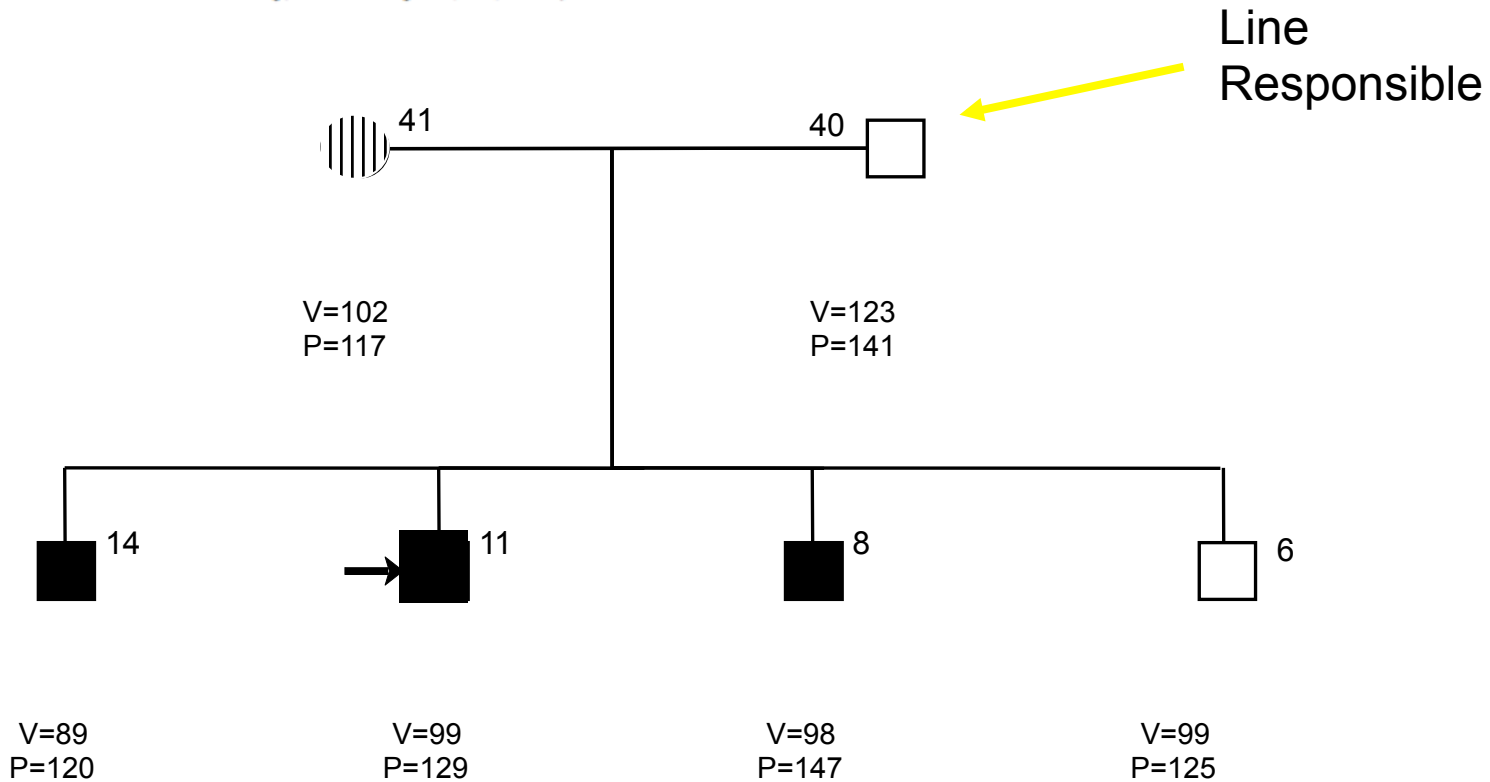 Line
Responsible
41
40
V=102
P=117
V=123
P=141
14
11
8
6
V=89
P=120
V=99
P=129
V=98
P=147
V=99
P=125